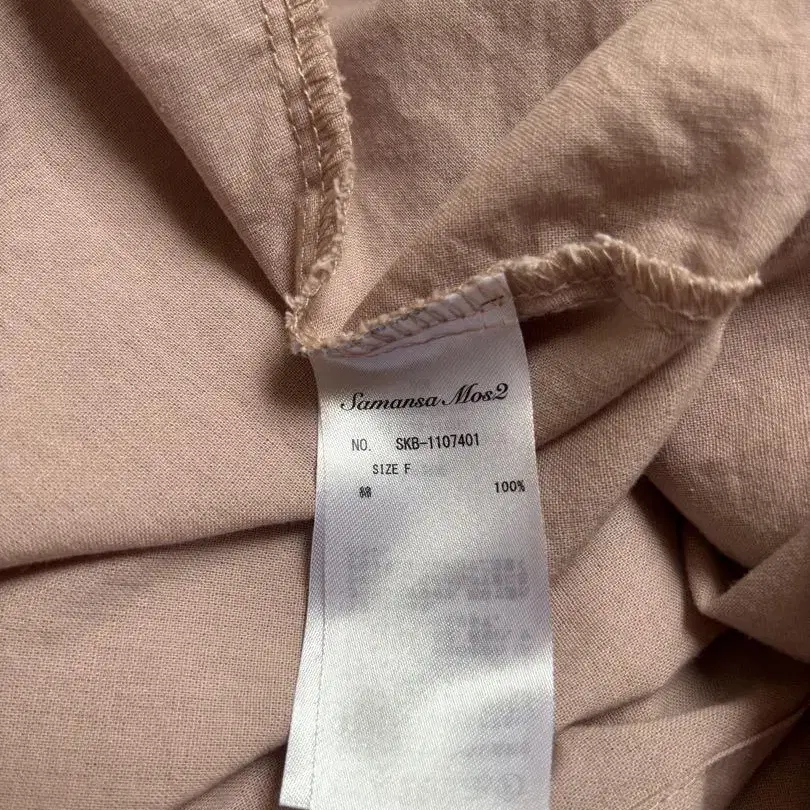 Samansa Mos2
NO. SKB-1107401
SIZE F
綿 100%